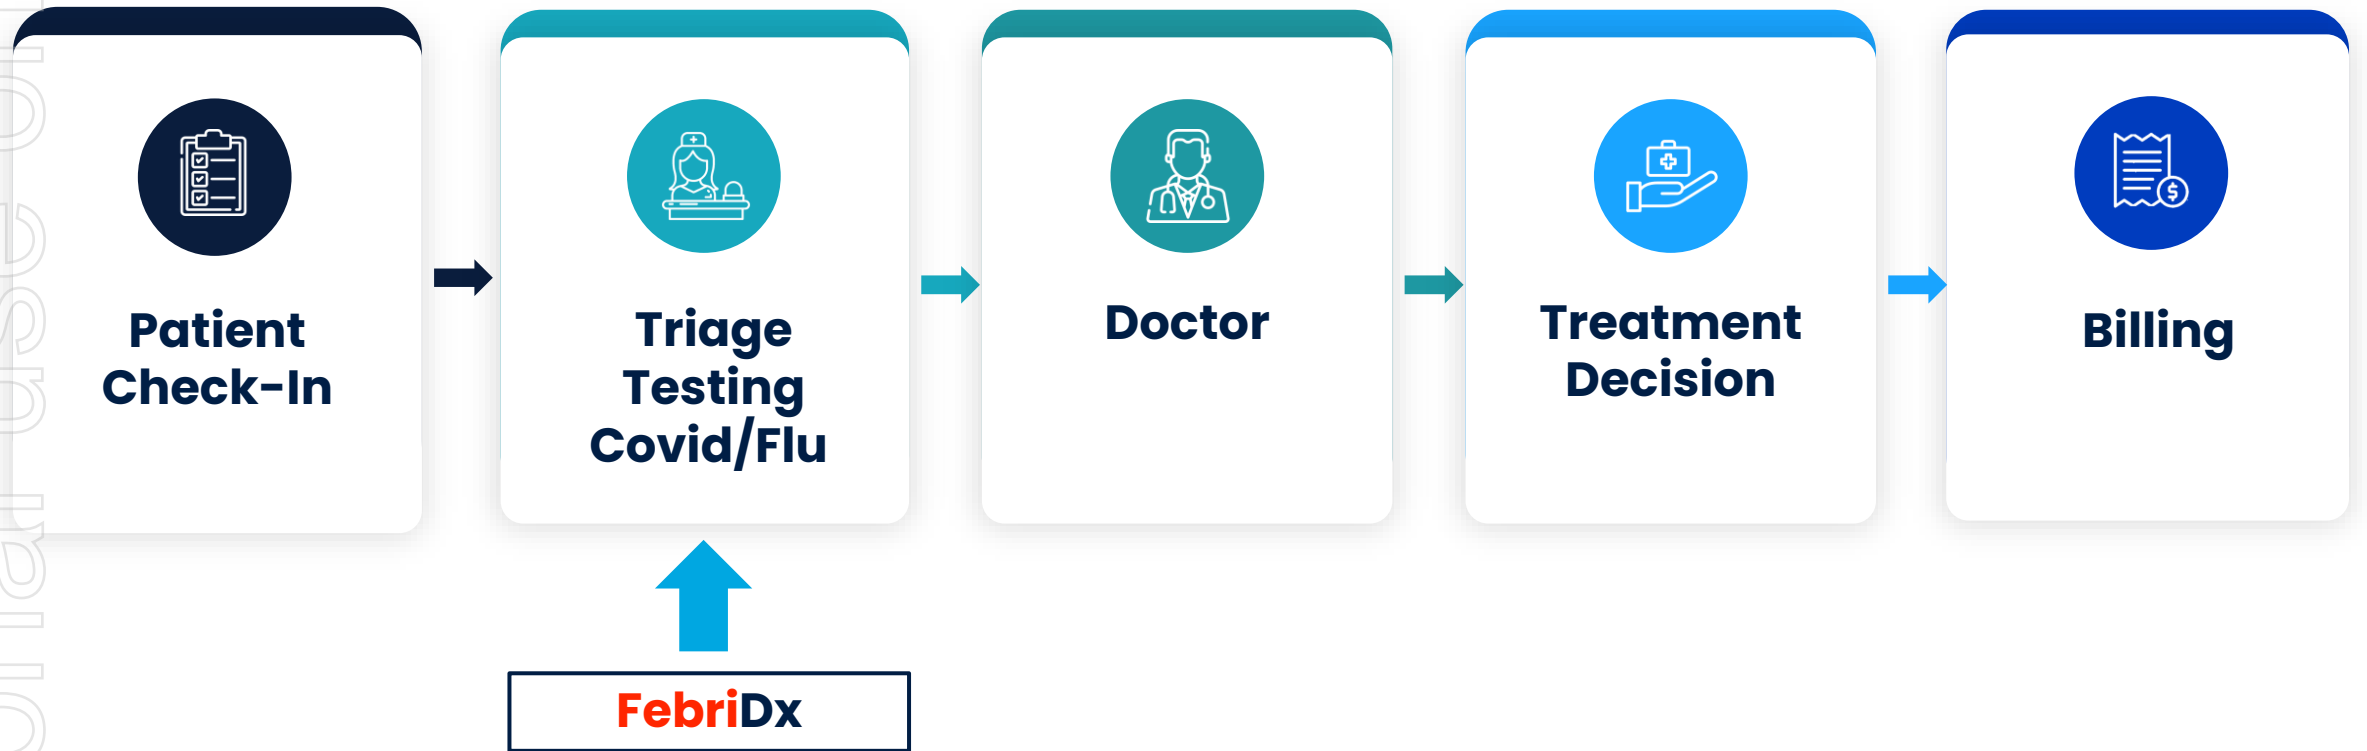 Patient
Check-In
Triage
Testing
Covid/Flu
Doctor
Treatment
Decision
Billing
FebriDx